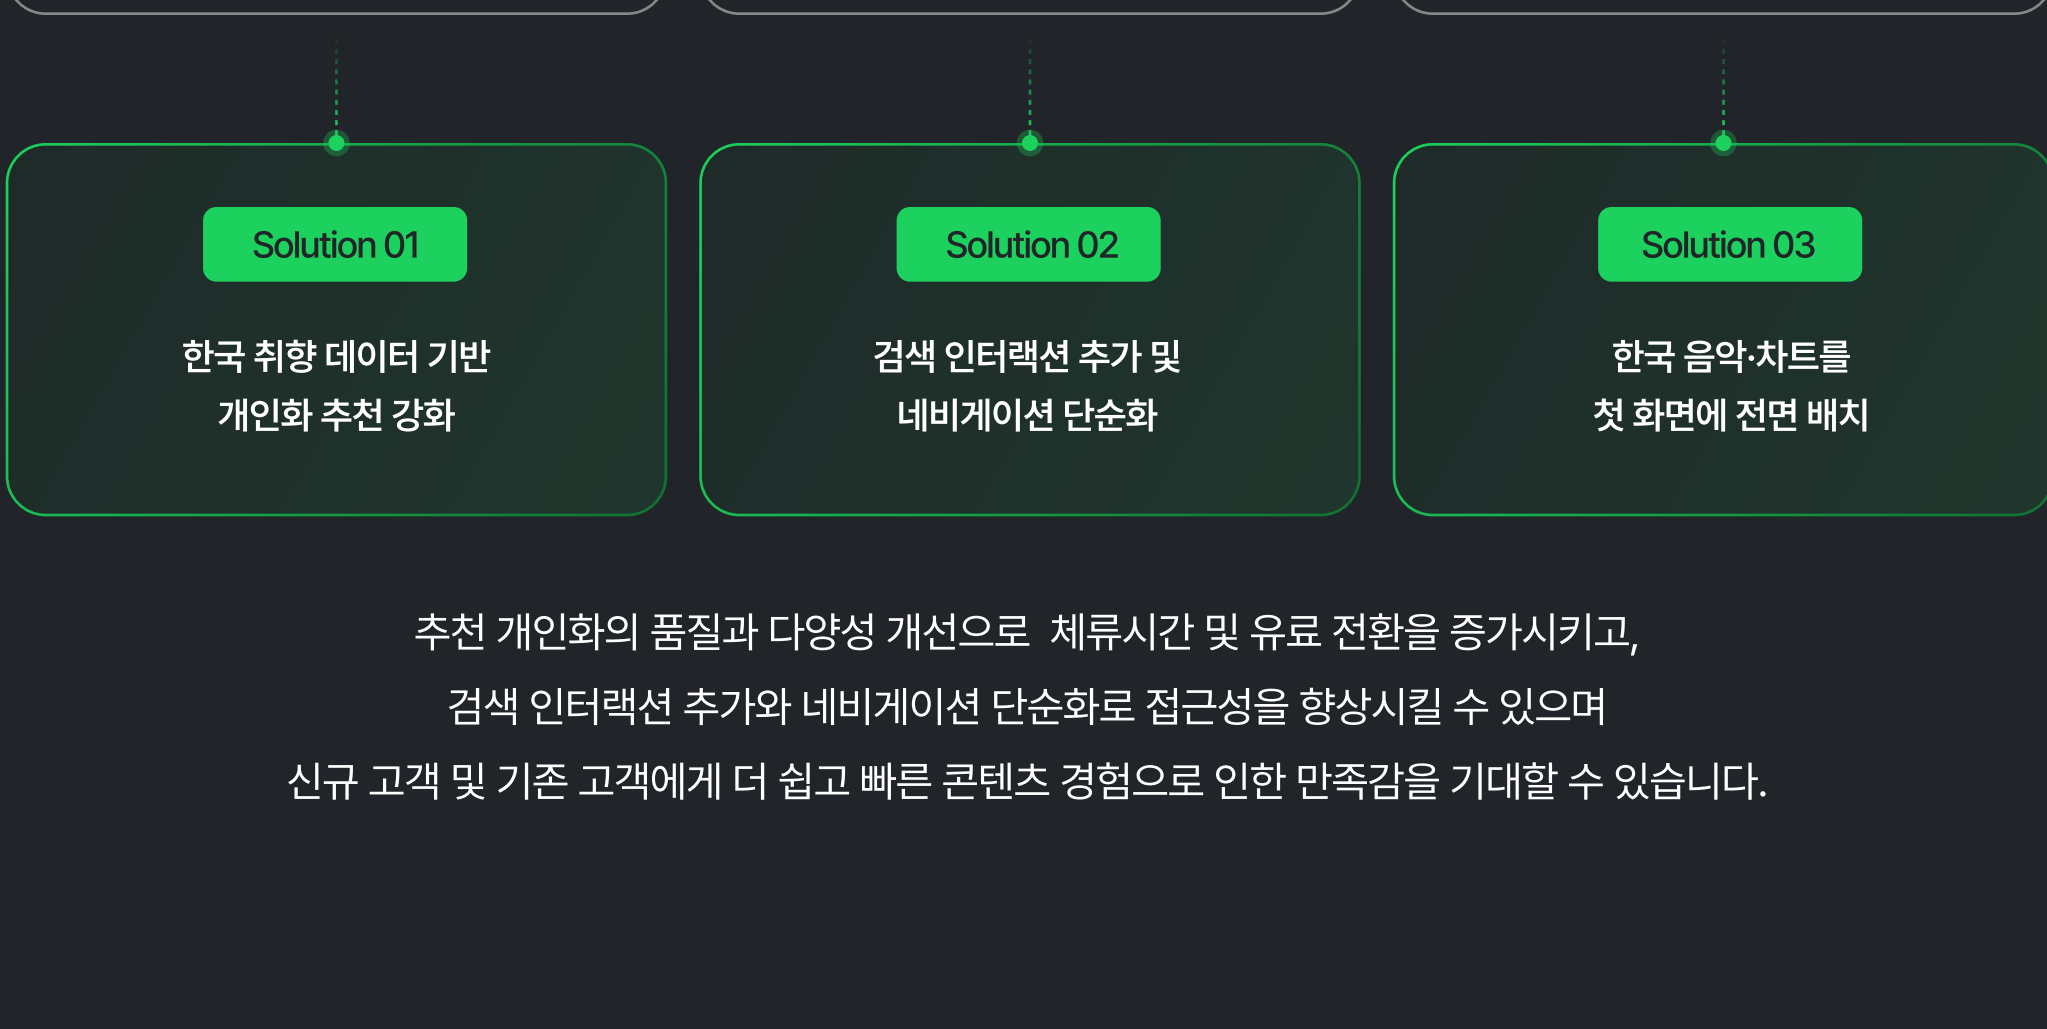 Solution 01
한국 취향 데이터 기반
개인화 추천 강화
Solution 02
검색 인터랙션 추가 및
네비게이션 단순화
Solution 03
한국 음악·차트를
첫 화면에 전면 배치
추천 개인화의 품질과 다양성 개선으로  체류시간 및 유료 전환을 증가시키고,
검색 인터랙션 추가와 네비게이션 단순화로 접근성을 향상시킬 수 있으며
신규 고객 및 기존 고객에게 더 쉽고 빠른 콘텐츠 경험으로 인한 만족감을 기대할 수 있습니다.